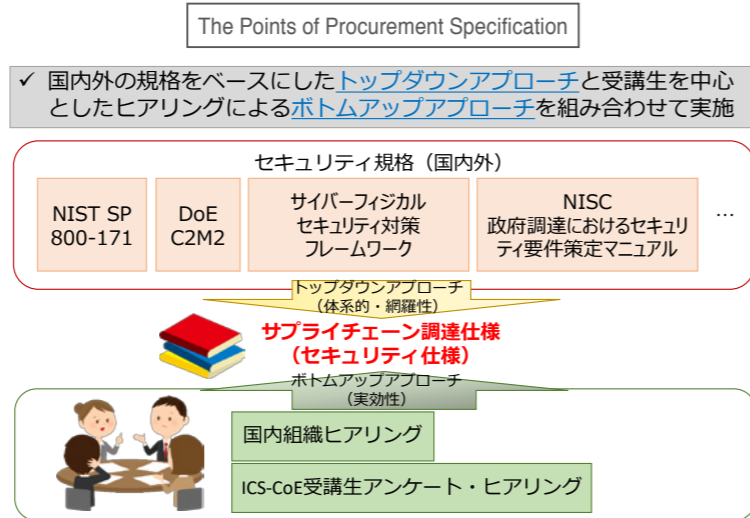 The Points of Procurement Specification
✓ 国内外の規格をベースにしたトップダウンアプローチと受講生を中心
としたヒアリングによるボトムアップアプローチを組み合わせて実施
セキュリティ規格（国内外）
NIST SP
800-171
DoE
C2M2
サイバーフィジカル
セキュリティ対策
フレームワーク
NISC
政府調達におけるセキュリ
ティ要件策定マニュアル
…
トップダウンアプローチ
（体系的・網羅性）
サプライチェーン調達仕様
（セキュリティ仕様）
ボトムアップアプローチ
（実効性）
国内組織ヒアリング
ICS-CoE受講生アンケート・ヒアリング